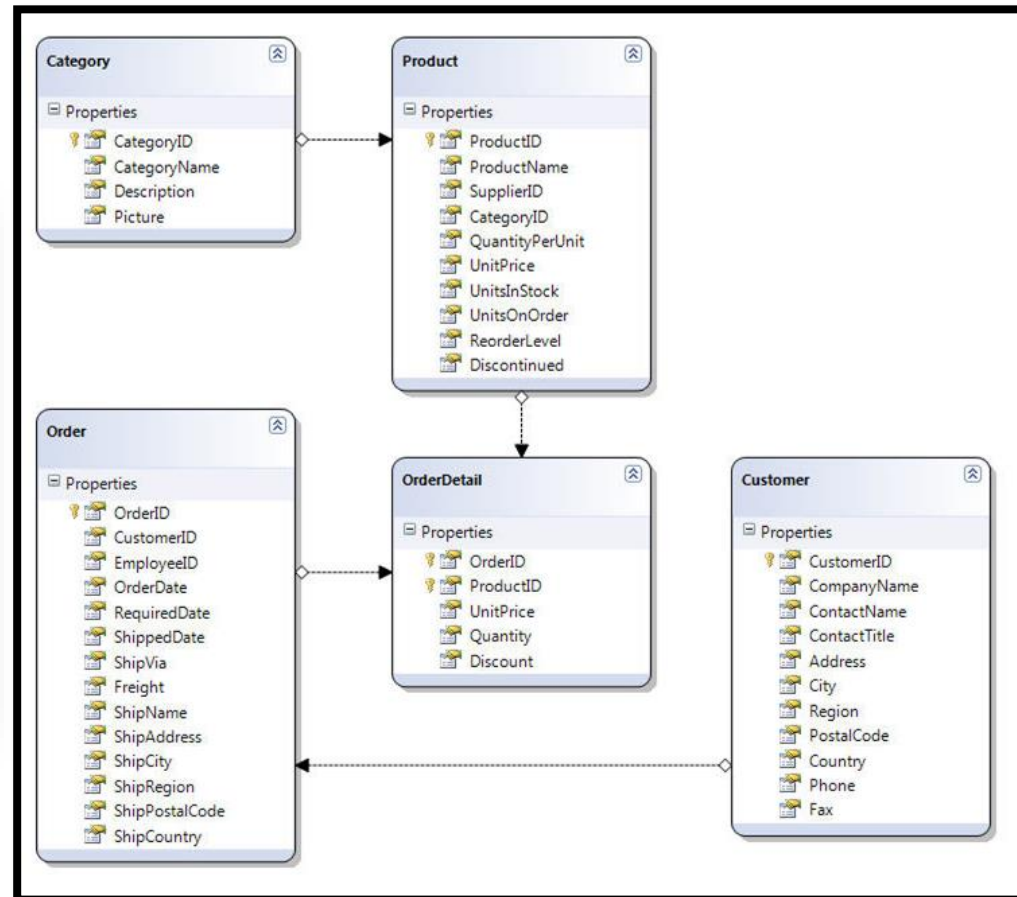 Category
Properties
CategoryID
CategoryName
Description
Picture
Product
Properties
ProductID
ProductName
SupplierID
CategoryID
QuantityPerUnit
UnitPrice
UnitsInStock
UnitsOnOrder
ReorderLevel
Discontinued
Order
Properties
OrderID
CustomerID
EmployeeID
OrderDate
RequiredDate
ShippedDate
ShipVia
Freight
ShipName
ShipAddress
ShipCity
ShipRegion
ShipPostalCode
ShipCountry
OrderDetail
Properties
OrderID
ProductID
UnitPrice
Quantity
Discount
Customer
Properties
CustomerID
CompanyName
ContactName
ContactTitle
Address
City
Region
PostalCode
Country
Phone
Fax